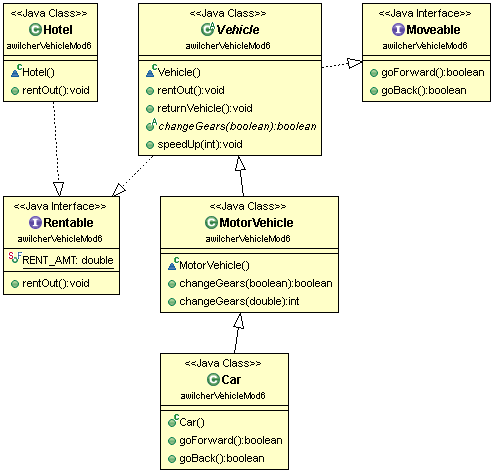 <<Java Class>>
Hotel
awilcherVehicleMod6
Hotel()
rentOut():void
<<Java Class>>
Vehicle
awilcherVehicleMod6
Vehicle()
rentOut():void
returnVehicle():void
changeGears(boolean):boolean
speedUp(int):void
<<Java Interface>>
Moveable
awilcherVehicleMod6
goForward():boolean
goBack():boolean
<<Java Interface>>
Rentable
awilcherVehicleMod6
RENT_AMT: double
rentOut():void
<<Java Class>>
MotorVehicle
awilcherVehicleMod6
MotorVehicle()
changeGears(boolean):boolean
changeGears(double):int
<<Java Class>>
Car
awilcherVehicleMod6
Car()
goForward():boolean
goBack():boolean